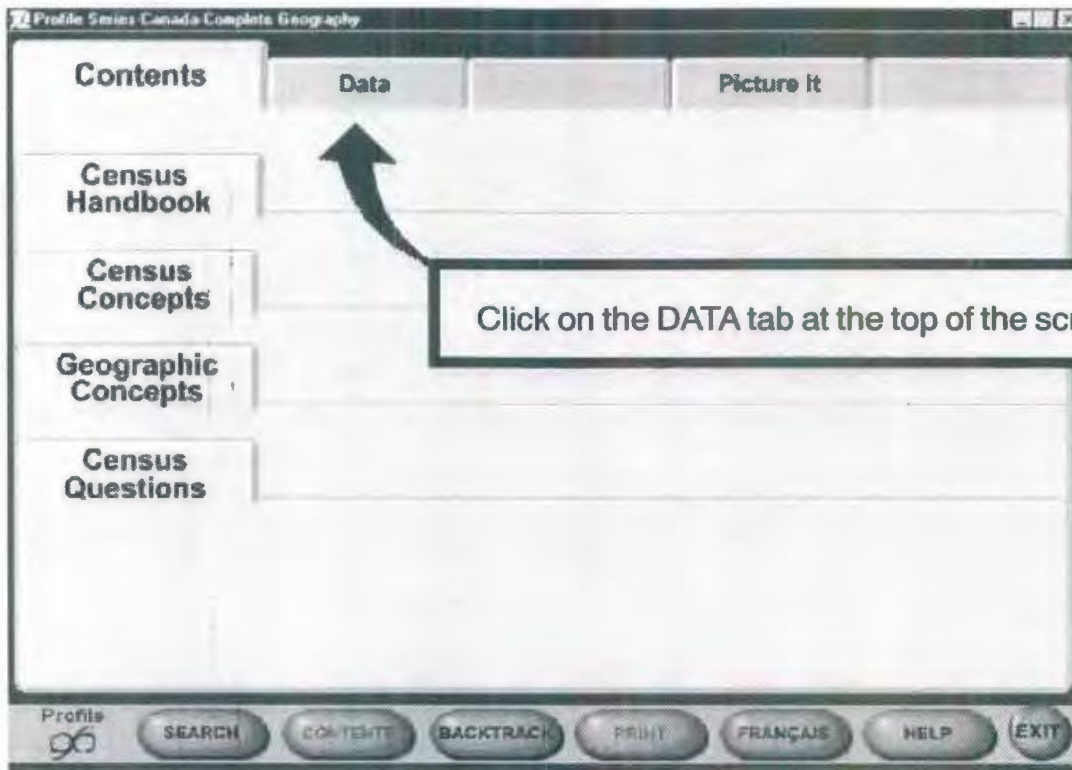 Profile Series Canada Complete Geography
Contents
Data
Picture It
Census
Handbook
Census
Concepts
Click on the DATA tab at the top of the scr
Geographic
Concepts
Census
Questions
Profile
96
SEARCH
CONTENTS
BACKTRACK
PRINT
FRANÇAIS
HELP
EXIT